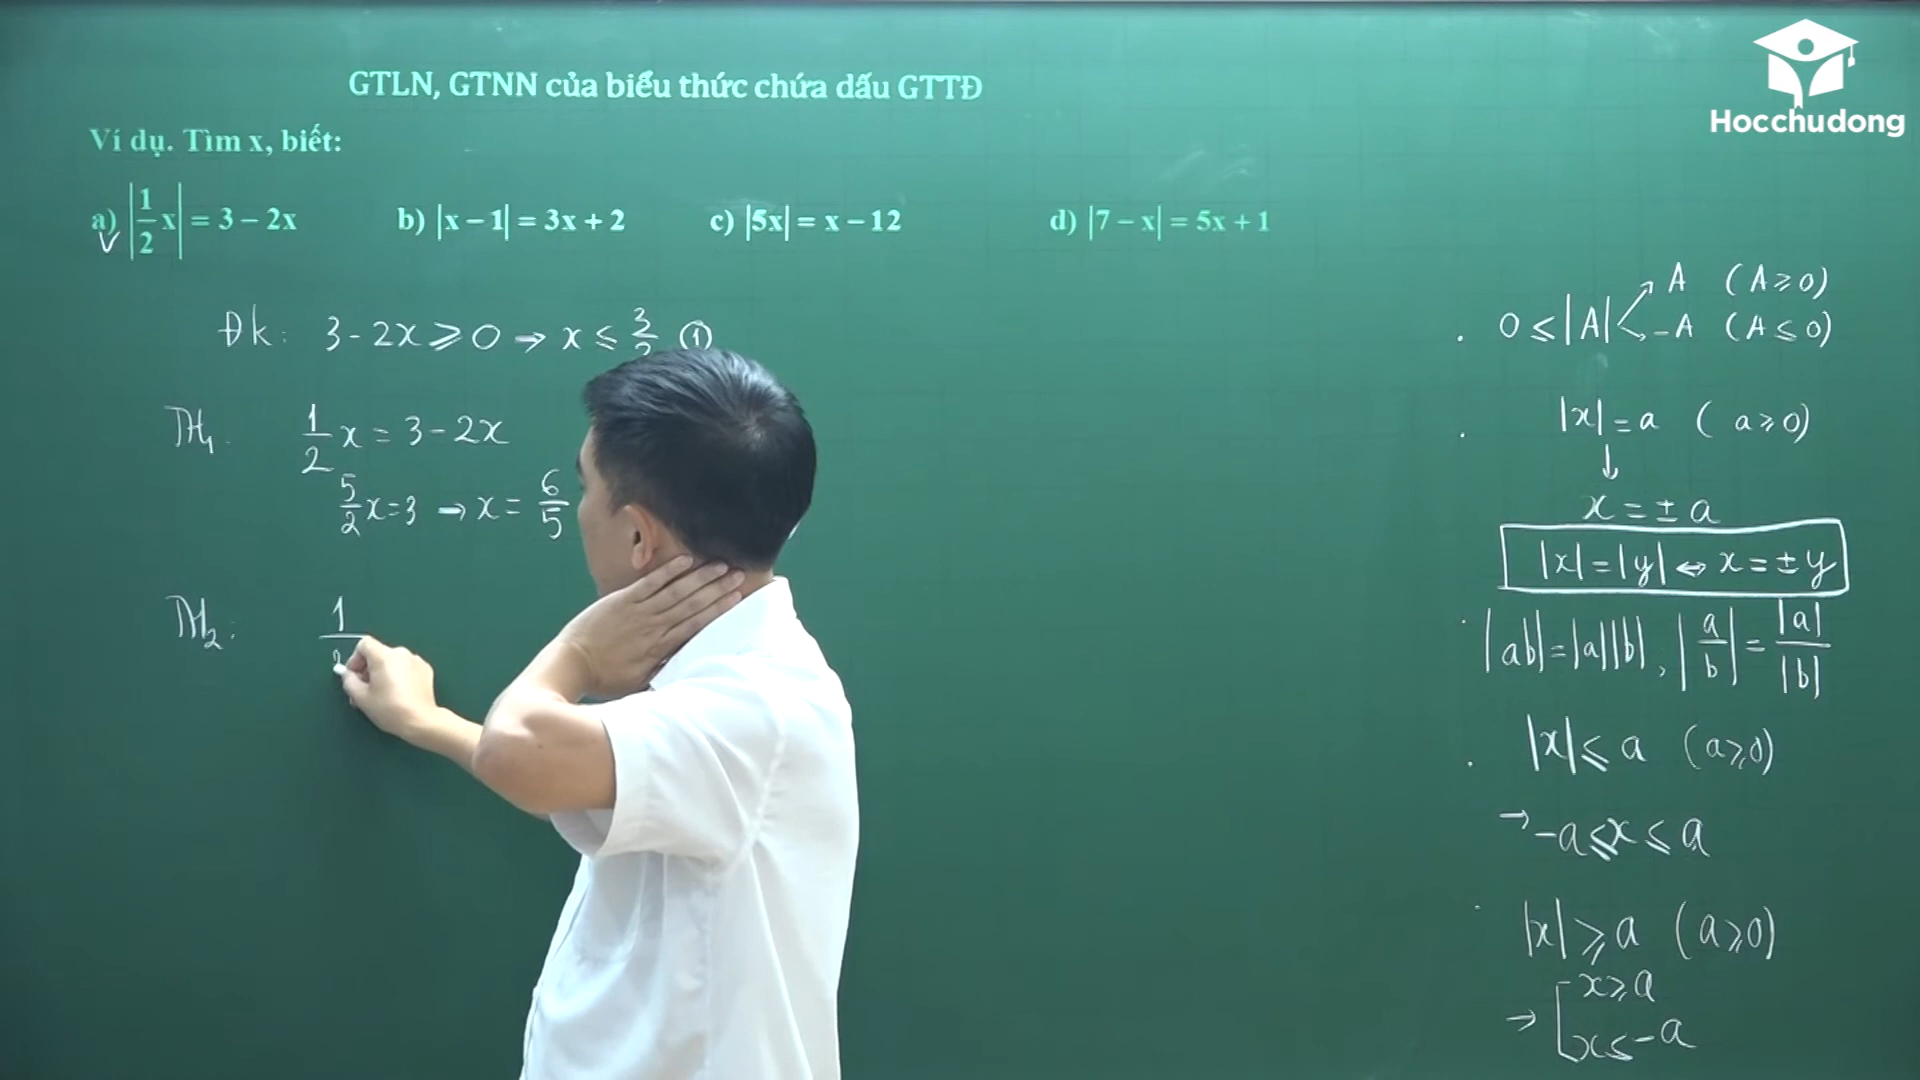 Hocchudong
GTLN, GTNN của biểu thức chứa dấu GTTĐ
Ví dụ. Tìm x, biết:
a) |1/2 x| = 3 – 2x b) |x – 1| = 3x + 2 c) |5x| = x – 12 d) |7 – x| = 5x + 1
Đk: 3 - 2x ≥ 0 → x ≤ 3/2 ①
TH1. 1/2 x = 3 - 2x
5/2 x = 3 → x = 6/5
TH2: 1/2
. 0 ≤ |A| A (A ≥ 0)
-A (A ≤ 0)
. |x| = a (a ≥ 0)
↓
x = ± a
|x| = |y| ↔ x = ± y
. |ab| = |a||b|, |a/b| = |a|/|b|
. |x| ≤ a (a ≥ 0)
→ -a ≤ x ≤ a
. |x| ≥ a (a ≥ 0)
→ [ x ≥ a
x ≤ -a